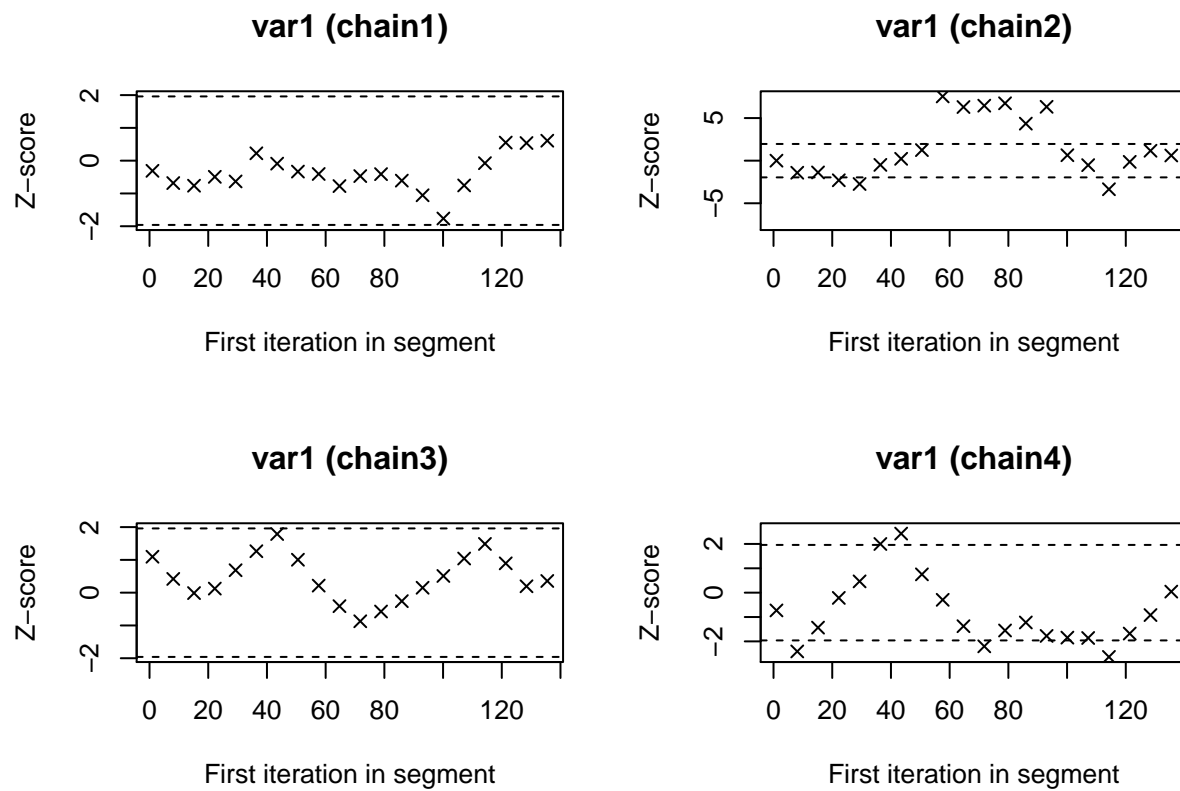 var1 (chain1)
Z−score
2
0
−2
0 20 40 60 80 120
First iteration in segment
var1 (chain2)
Z−score
5
−5
0 20 40 60 80 120
First iteration in segment
var1 (chain3)
Z−score
2
0
−2
0 20 40 60 80 120
First iteration in segment
var1 (chain4)
Z−score
2
0
−2
0 20 40 60 80 120
First iteration in segment